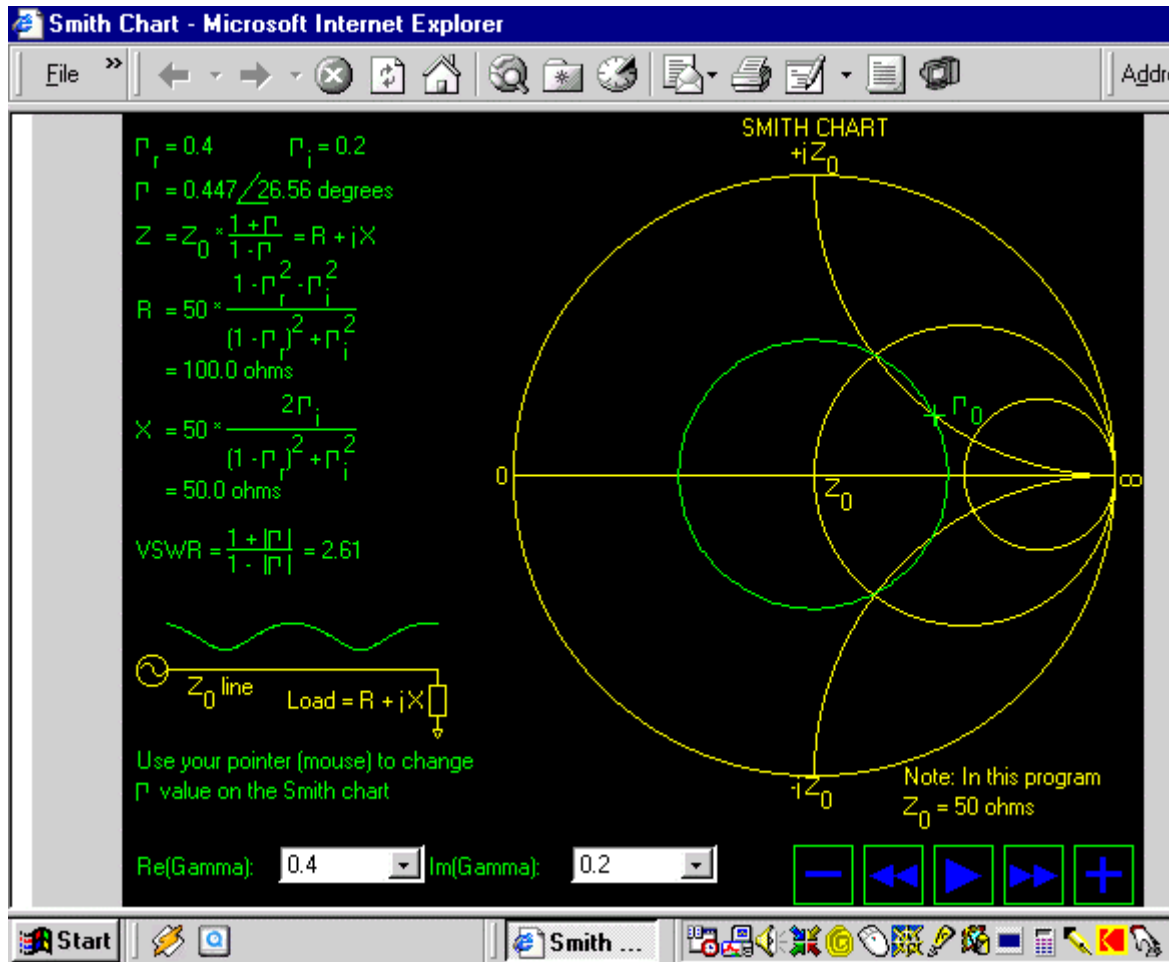 Smith Chart - Microsoft Internet Explorer
File » Addre
SMITH CHART
+iZ0
Γr = 0.4 Γi = 0.2
Γ = 0.447∠26.56 degrees
Z = Z0 * (1 + Γ) / (1 - Γ) = R + jX
R = 50 * (1 - Γr² - Γi²) / ((1 - Γr)² + Γi²)
= 100.0 ohms
X = 50 * 2Γi / ((1 - Γr)² + Γi²)
= 50.0 ohms
VSWR = (1 + |Γ|) / (1 - |Γ|) = 2.61
Γ0
0
Z0
∞
Z0 line
Load = R + jX
Use your pointer (mouse) to change
Γ value on the Smith chart
-iZ0
Note: In this program
Z0 = 50 ohms
Re(Gamma): 0.4 Im(Gamma): 0.2
Start Smith ...